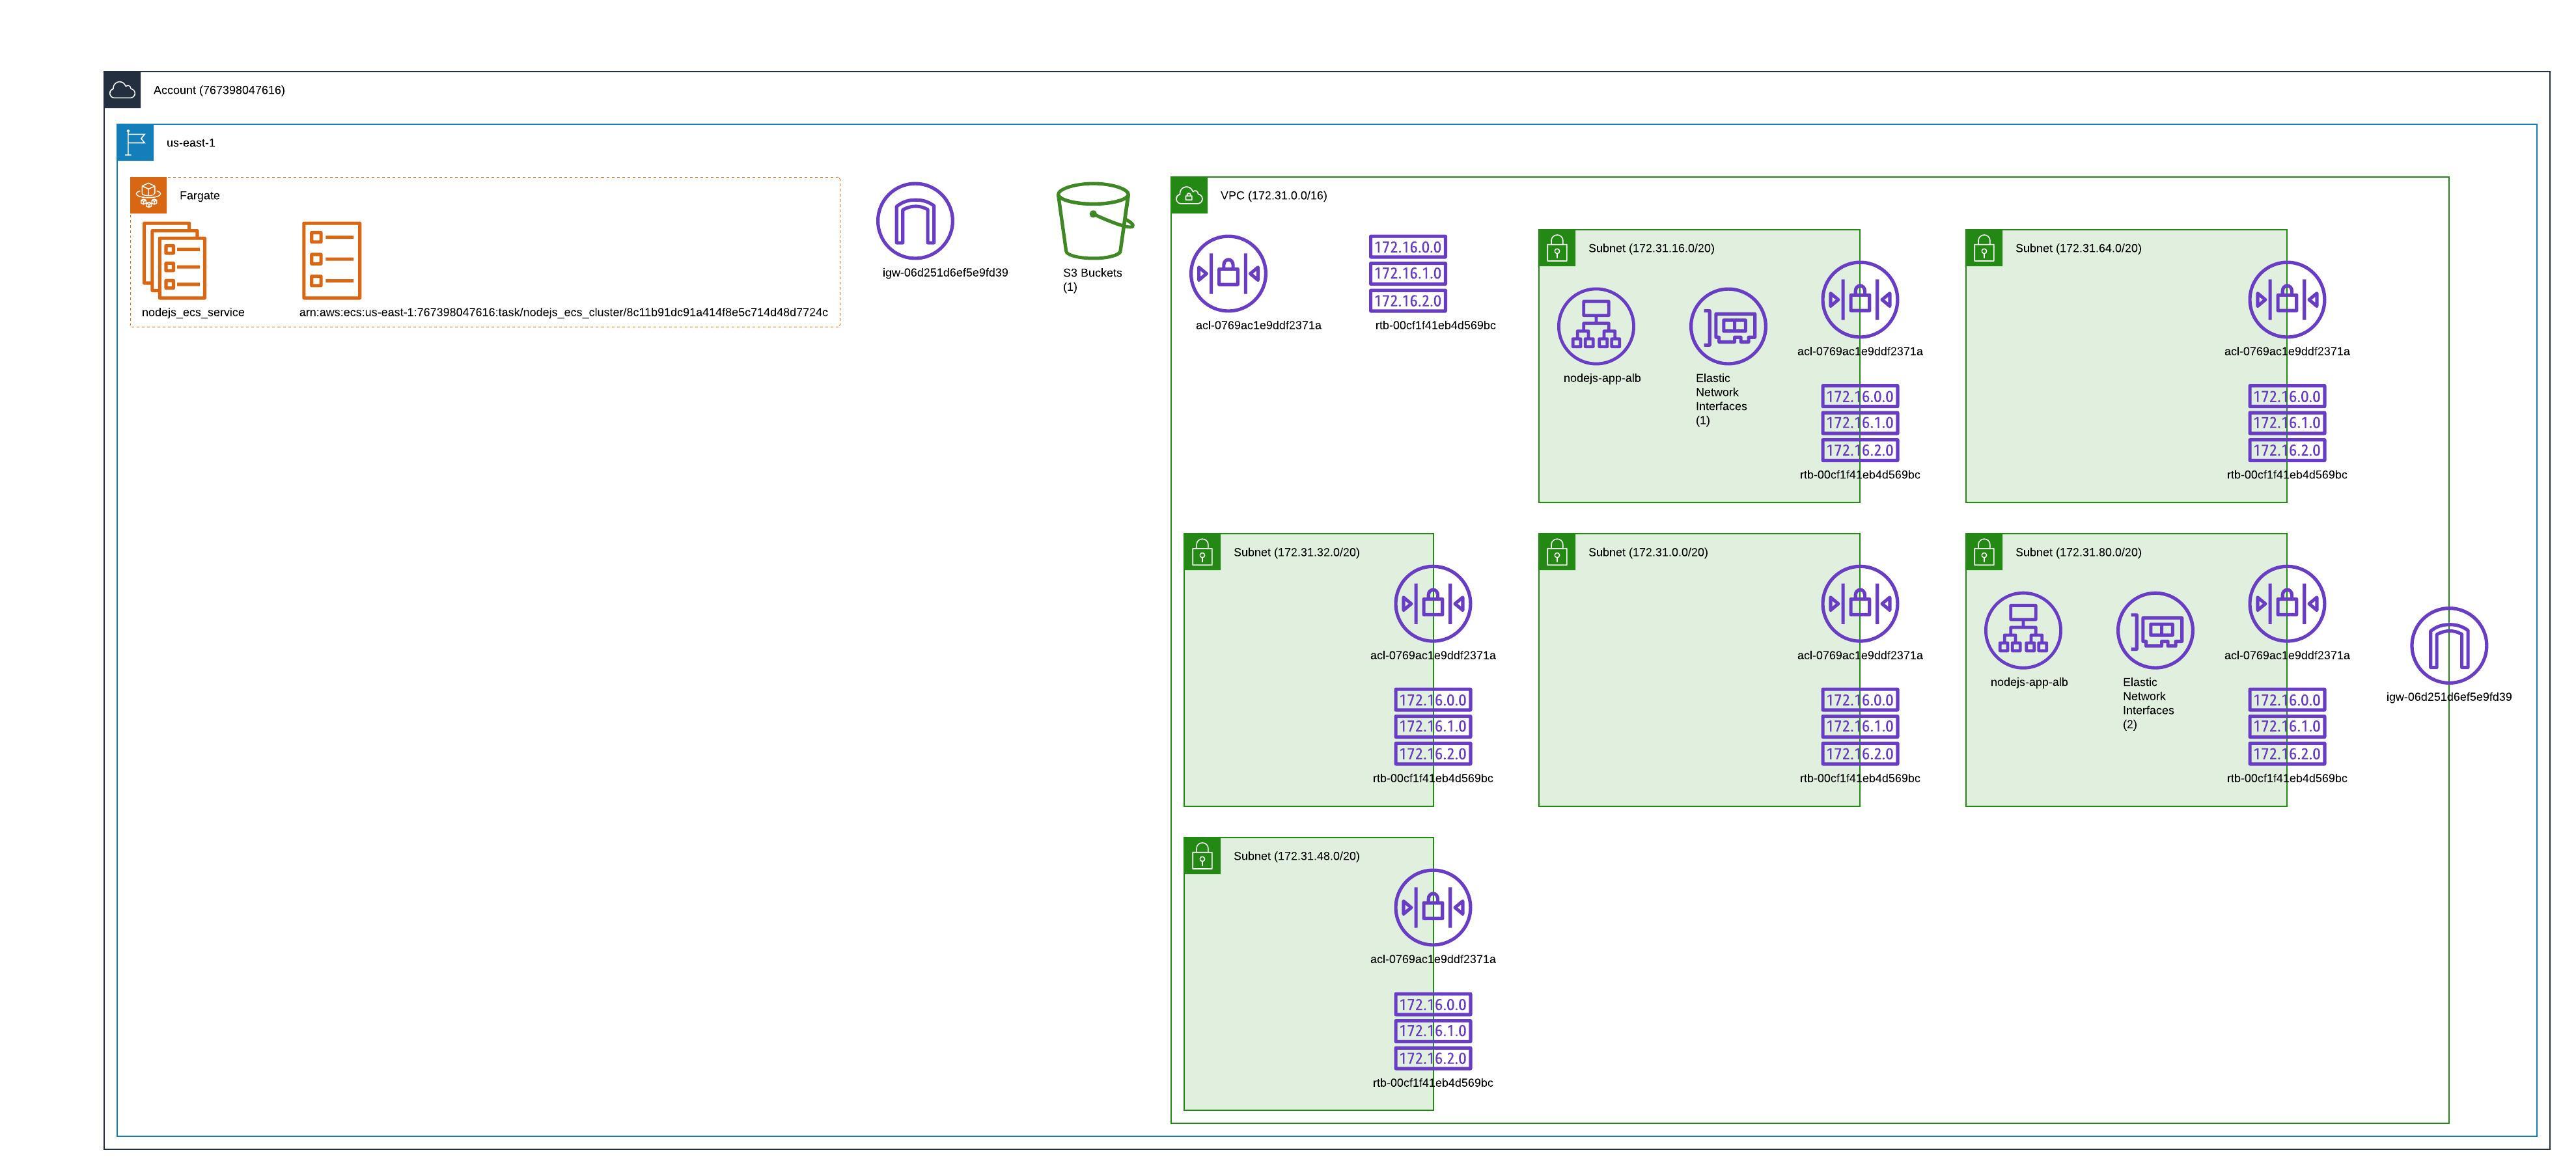 Account (767398047616)
us-east-1
Fargate
nodejs_ecs_service
arn:aws:ecs:us-east-1:767398047616:task/nodejs_ecs_cluster/8c11b91dc91a414f8e5c714d48d7724c
igw-06d251d6ef5e9fd39
S3 Buckets
(1)
VPC (172.31.0.0/16)
acl-0769ac1e9ddf2371a
172.16.0.0
172.16.1.0
172.16.2.0
rtb-00cf1f41eb4d569bc
Subnet (172.31.16.0/20)
nodejs-app-alb
Elastic
Network
Interfaces
(1)
acl-0769ac1e9ddf2371a
172.16.0.0
172.16.1.0
172.16.2.0
rtb-00cf1f41eb4d569bc
Subnet (172.31.64.0/20)
acl-0769ac1e9ddf2371a
172.16.0.0
172.16.1.0
172.16.2.0
rtb-00cf1f41eb4d569bc
Subnet (172.31.32.0/20)
acl-0769ac1e9ddf2371a
172.16.0.0
172.16.1.0
172.16.2.0
rtb-00cf1f41eb4d569bc
Subnet (172.31.0.0/20)
acl-0769ac1e9ddf2371a
172.16.0.0
172.16.1.0
172.16.2.0
rtb-00cf1f41eb4d569bc
Subnet (172.31.80.0/20)
nodejs-app-alb
Elastic
Network
Interfaces
(2)
acl-0769ac1e9ddf2371a
172.16.0.0
172.16.1.0
172.16.2.0
rtb-00cf1f41eb4d569bc
igw-06d251d6ef5e9fd39
Subnet (172.31.48.0/20)
acl-0769ac1e9ddf2371a
172.16.0.0
172.16.1.0
172.16.2.0
rtb-00cf1f41eb4d569bc